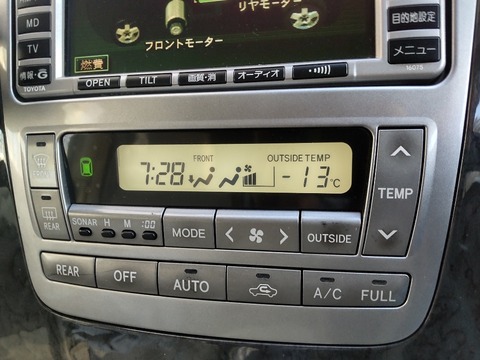 リヤモーター
フロントモーター
燃費
MD
TV
情報・G
TOYOTA
目的地設定
メニュー
16075
OPEN TILT 画質・消 オーディオ
FRONT OUTSIDE TEMP
7:28 -13℃
FRONT
REAR
SONAR H M :00
MODE OUTSIDE
TEMP
REAR OFF AUTO A/C FULL